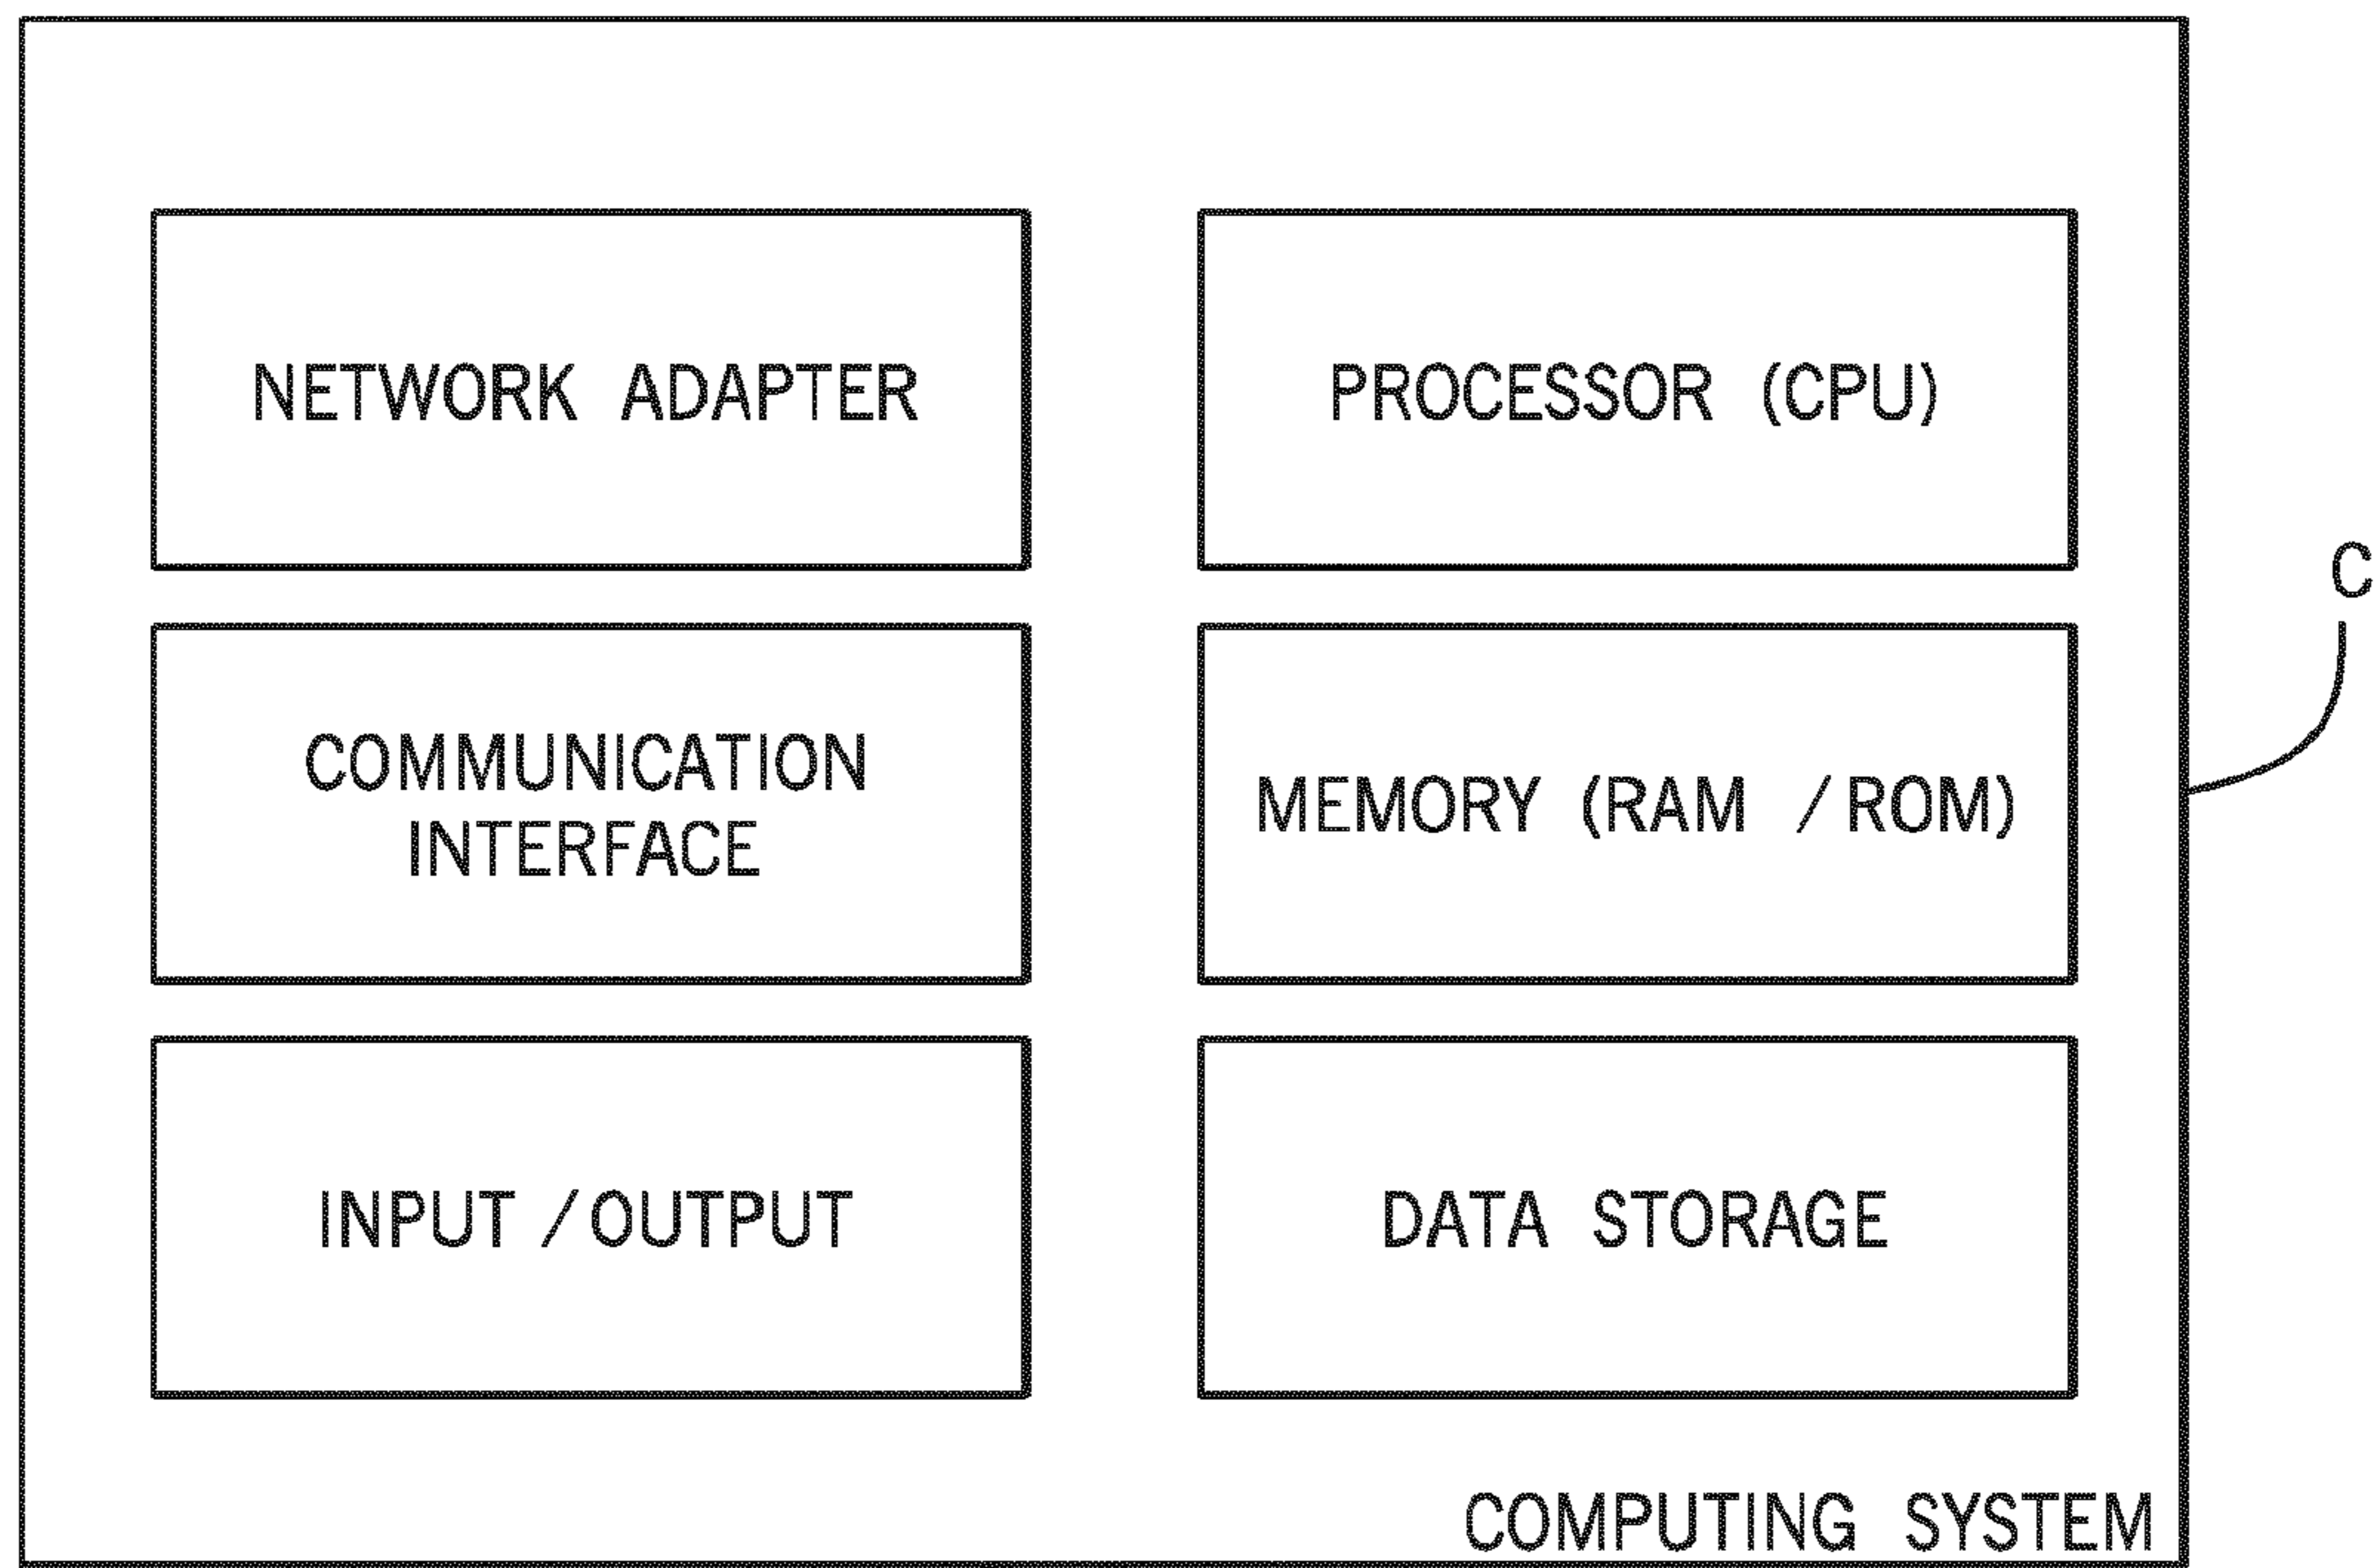 NETWORK ADAPTER
PROCESSOR (CPU)
C
COMMUNICATION
INTERFACE
MEMORY (RAM / ROM)
INPUT / OUTPUT
DATA STORAGE
COMPUTING SYSTEM